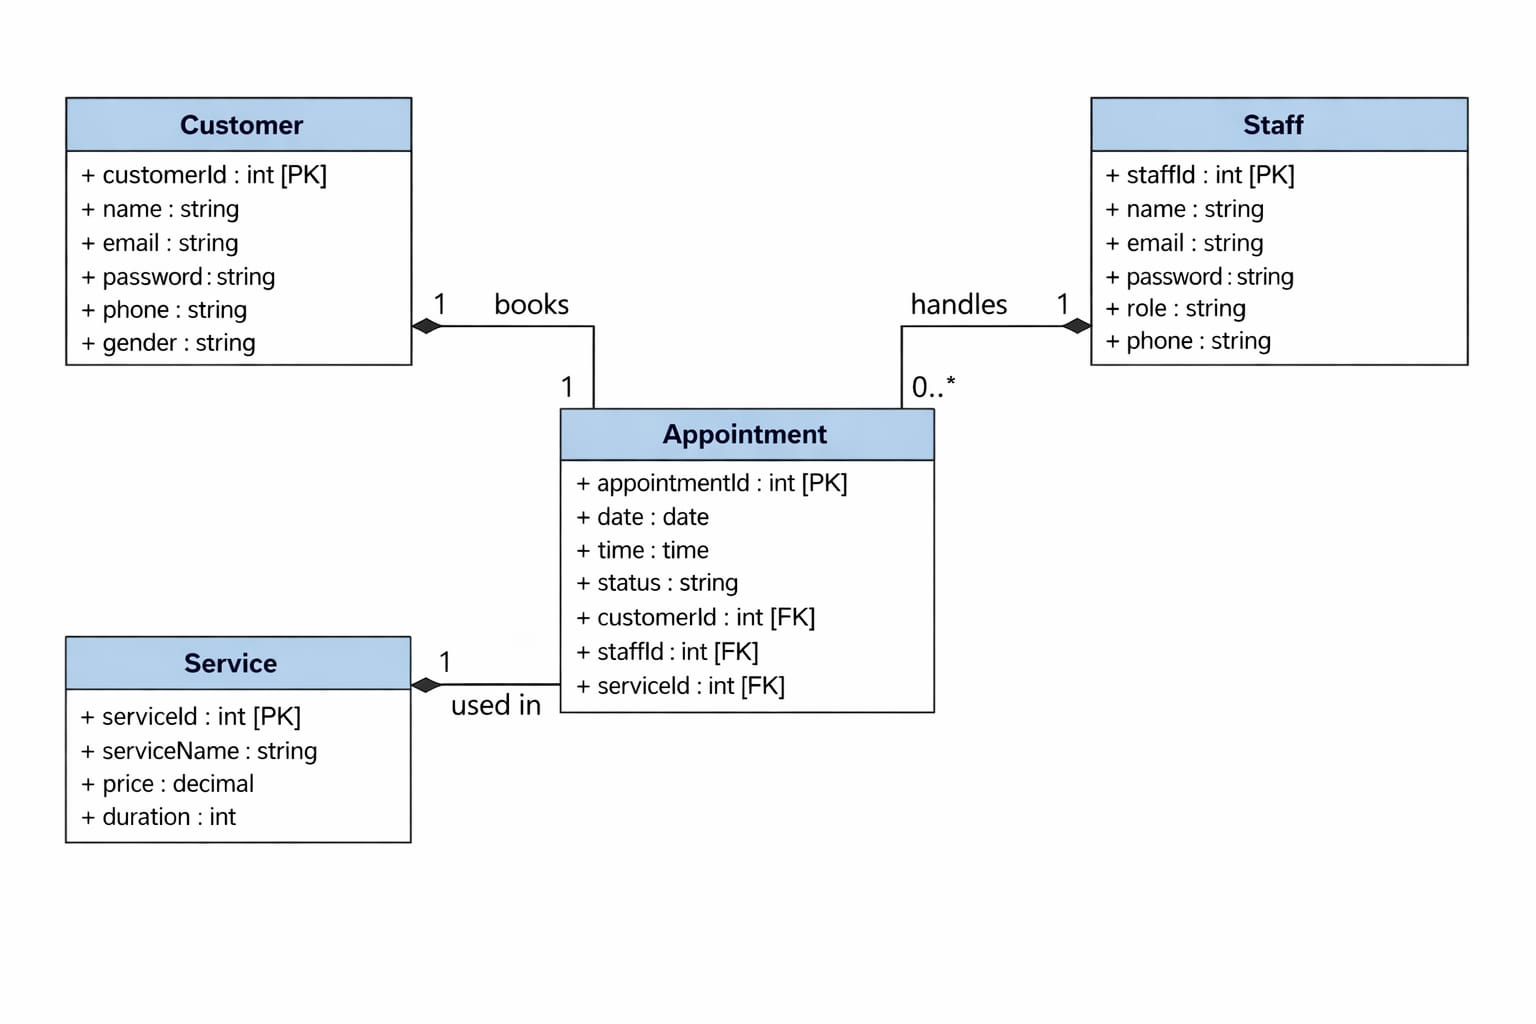 Customer
+ customerId : int [PK]
+ name : string
+ email : string
+ password : string
+ phone : string
+ gender : string
Staff
+ staffId : int [PK]
+ name : string
+ email : string
+ password : string
+ role : string
+ phone : string
1 books
1
handles 1
0..*
Appointment
+ appointmentId : int [PK]
+ date : date
+ time : time
+ status : string
+ customerId : int [FK]
+ staffId : int [FK]
+ serviceId : int [FK]
Service
+ serviceId : int [PK]
+ serviceName : string
+ price : decimal
+ duration : int
1
used in